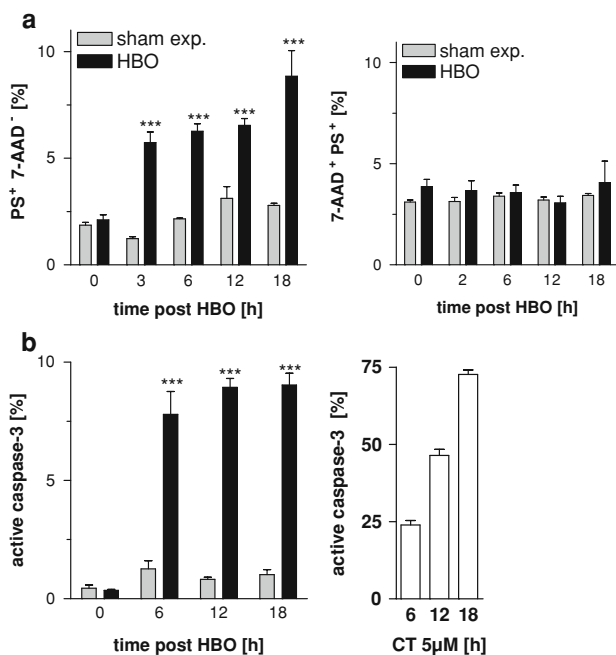 a
sham exp.
HBO
***
***
***
***
10
5
0
PS⁺ 7-AAD⁻ [%]
0 3 6 12 18
time post HBO [h]
sham exp.
HBO
10
5
0
7-AAD⁺ PS⁺ [%]
0 2 6 12 18
time post HBO [h]
b
***
***
***
10
5
0
active caspase-3 [%]
0 6 12 18
time post HBO [h]
75
50
25
0
active caspase-3 [%]
6 12 18
CT 5µM [h]